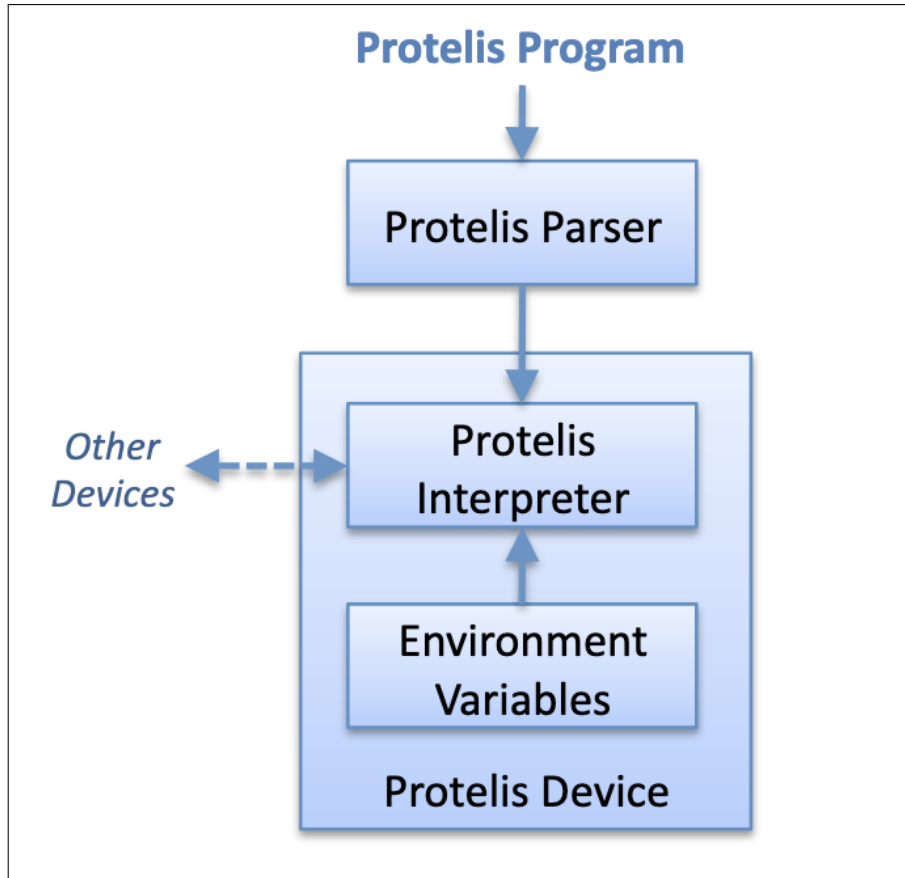 Protelis Program
Protelis Parser
Protelis
Interpreter
Other
Devices
Environment
Variables
Protelis Device